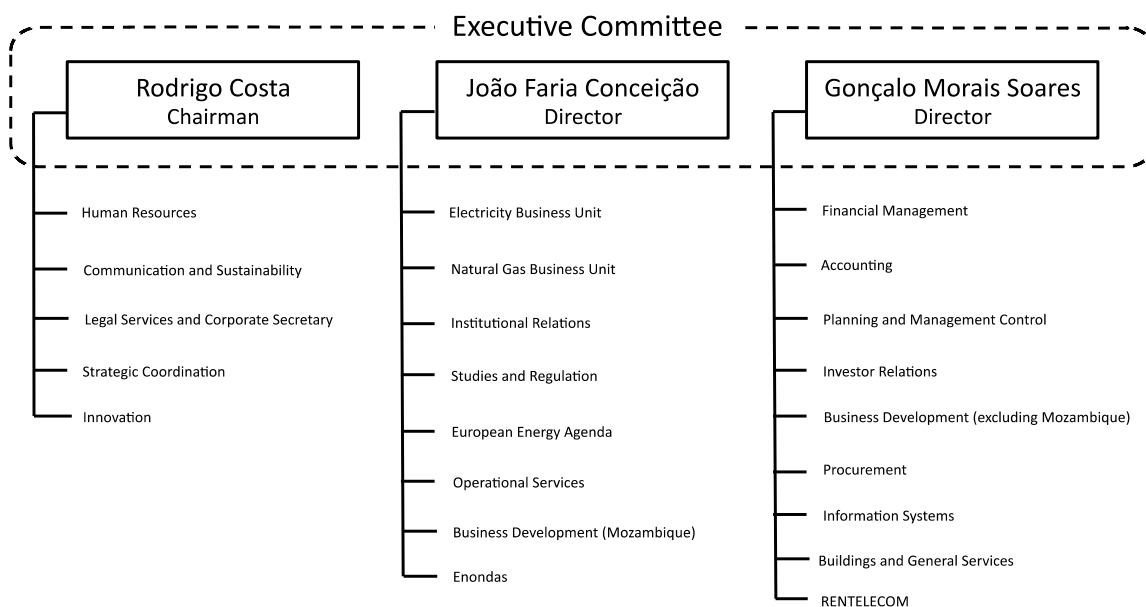 Executive Committee
Rodrigo Costa
Chairman
Human Resources
Communication and Sustainability
Legal Services and Corporate Secretary
Strategic Coordination
Innovation
João Faria Conceição
Director
Electricity Business Unit
Natural Gas Business Unit
Institutional Relations
Studies and Regulation
European Energy Agenda
Operational Services
Business Development (Mozambique)
Enondas
Gonçalo Morais Soares
Director
Financial Management
Accounting
Planning and Management Control
Investor Relations
Business Development (excluding Mozambique)
Procurement
Information Systems
Buildings and General Services
RENTELECOM